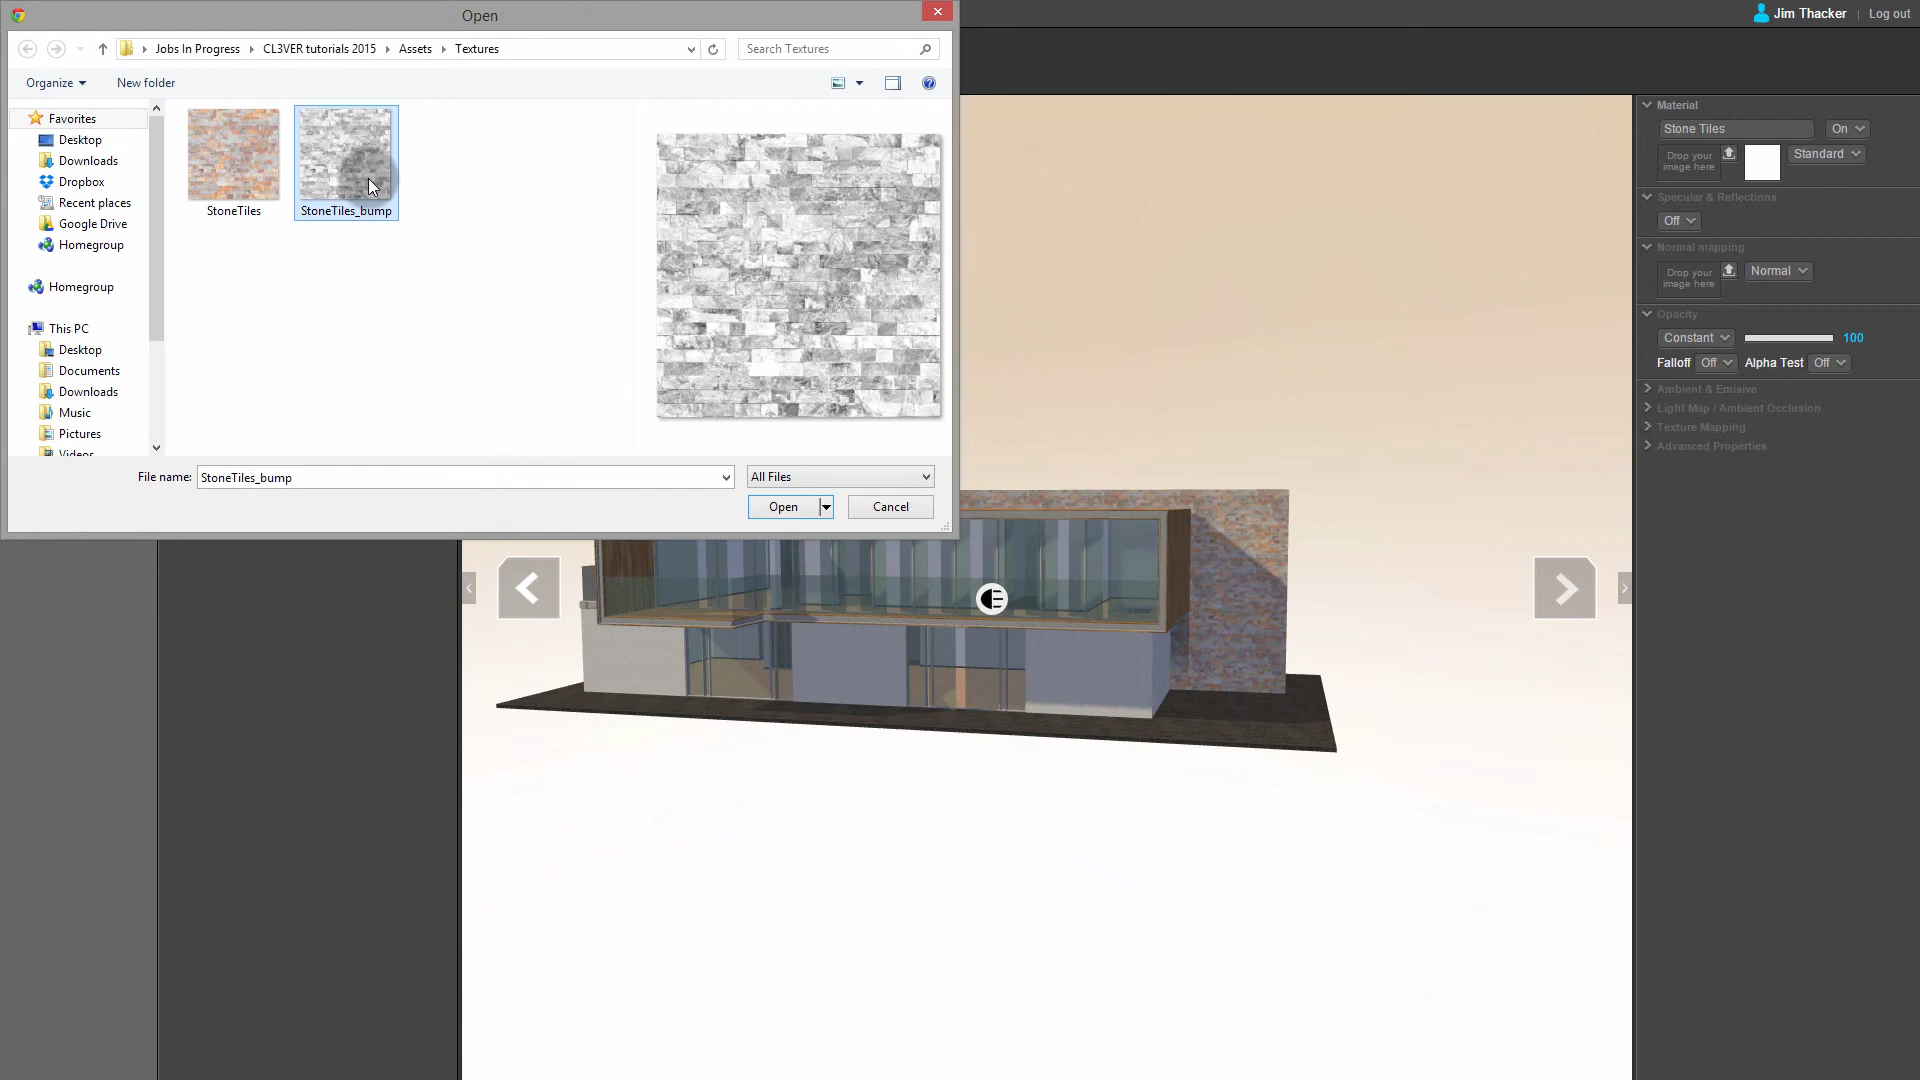 Open
Jim Thacker | Log out
Jobs In Progress
CL3VER tutorials 2015
Assets
Textures
Search Textures
Organize
New folder
Favorites
Desktop
Downloads
Dropbox
Recent places
Google Drive
Homegroup
Homegroup
This PC
Desktop
Documents
Downloads
Music
Pictures
Videos
StoneTiles
StoneTiles_bump
File name: StoneTiles_bump
All Files
Open
Cancel
Material
Stone Tiles
On
Drop your
image here
Standard
Specular & Reflections
Off
Normal mapping
Drop your
image here
Normal
Opacity
Constant
100
Falloff Off Alpha Test Off
Ambient & Emisive
Light Map / Ambient Occlusion
Texture Mapping
Advanced Properties